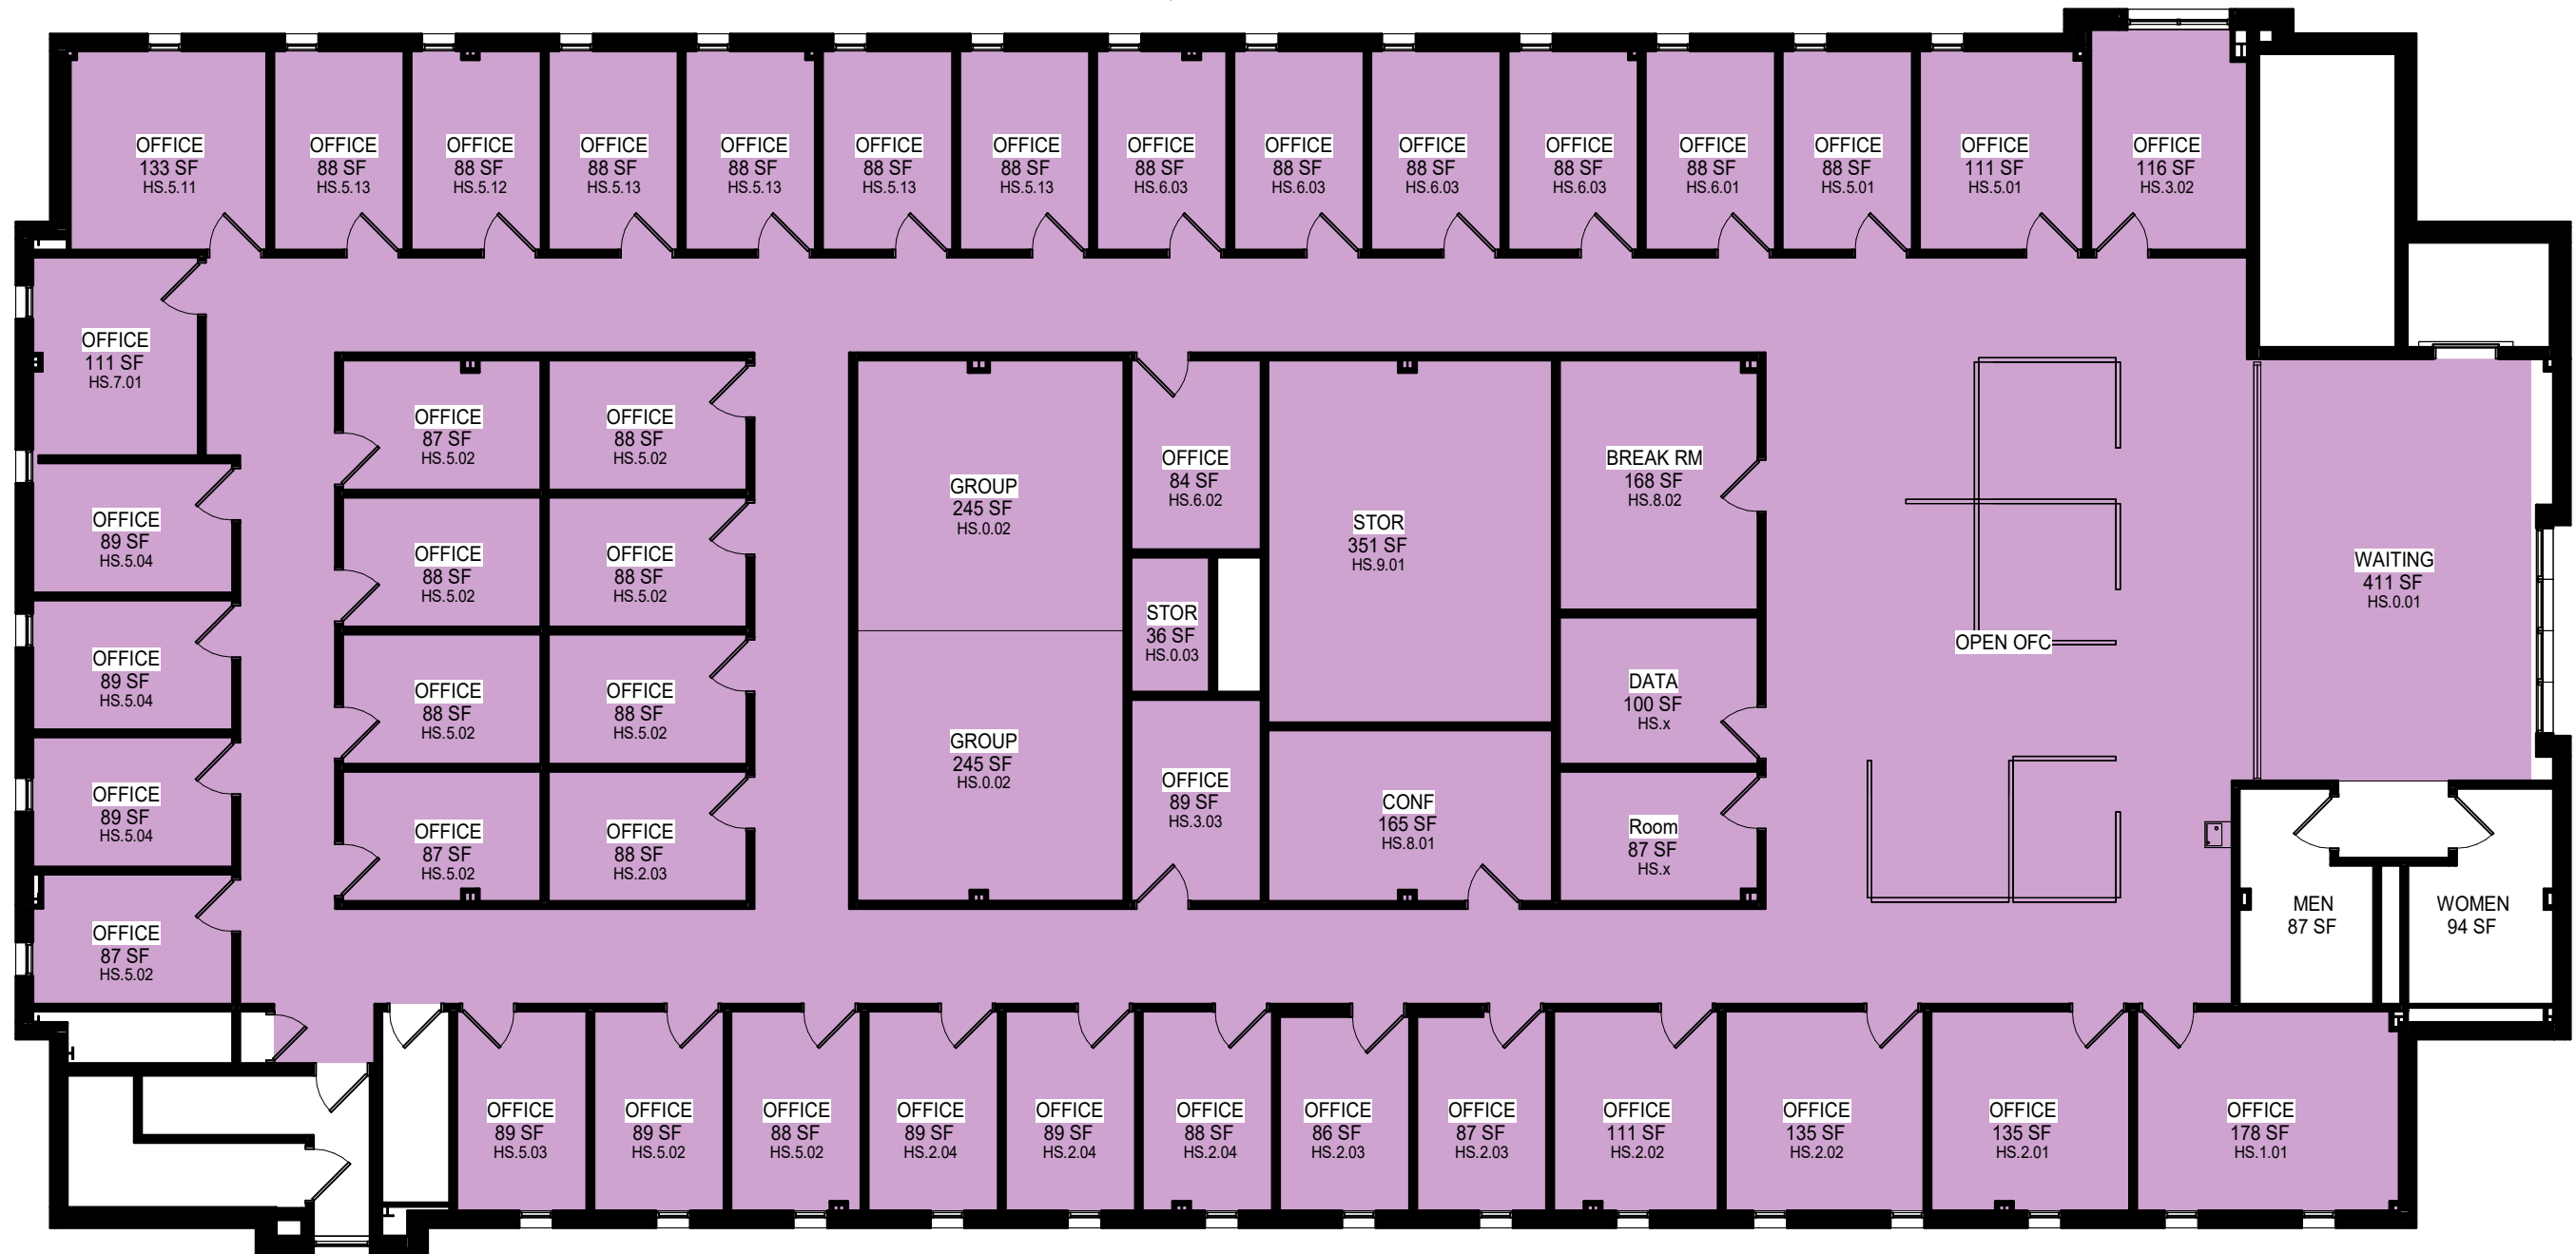 OFFICE
133 SF
HS.5.11
OFFICE
88 SF
HS.5.13
OFFICE
88 SF
HS.5.12
OFFICE
88 SF
HS.5.13
OFFICE
88 SF
HS.5.13
OFFICE
88 SF
HS.5.13
OFFICE
88 SF
HS.5.13
OFFICE
88 SF
HS.6.03
OFFICE
88 SF
HS.6.03
OFFICE
88 SF
HS.6.03
OFFICE
88 SF
HS.6.03
OFFICE
88 SF
HS.6.01
OFFICE
88 SF
HS.5.01
OFFICE
111 SF
HS.5.01
OFFICE
116 SF
HS.3.02
OFFICE
111 SF
HS.7.01
OFFICE
89 SF
HS.5.04
OFFICE
89 SF
HS.5.04
OFFICE
89 SF
HS.5.04
OFFICE
87 SF
HS.5.02
OFFICE
87 SF
HS.5.02
OFFICE
88 SF
HS.5.02
OFFICE
88 SF
HS.5.02
OFFICE
88 SF
HS.5.02
OFFICE
88 SF
HS.5.02
OFFICE
88 SF
HS.5.02
OFFICE
87 SF
HS.5.02
OFFICE
88 SF
HS.2.03
GROUP
245 SF
HS.0.02
GROUP
245 SF
HS.0.02
OFFICE
84 SF
HS.6.02
STOR
36 SF
HS.0.03
OFFICE
89 SF
HS.3.03
STOR
351 SF
HS.9.01
CONF
165 SF
HS.8.01
BREAK RM
168 SF
HS.8.02
DATA
100 SF
HS.x
Room
87 SF
HS.x
OPEN OFC
WAITING
411 SF
HS.0.01
MEN
87 SF
WOMEN
94 SF
OFFICE
89 SF
HS.5.03
OFFICE
89 SF
HS.5.02
OFFICE
88 SF
HS.5.02
OFFICE
89 SF
HS.2.04
OFFICE
89 SF
HS.2.04
OFFICE
88 SF
HS.2.04
OFFICE
86 SF
HS.2.03
OFFICE
87 SF
HS.2.03
OFFICE
111 SF
HS.2.02
OFFICE
135 SF
HS.2.02
OFFICE
135 SF
HS.2.01
OFFICE
178 SF
HS.1.01